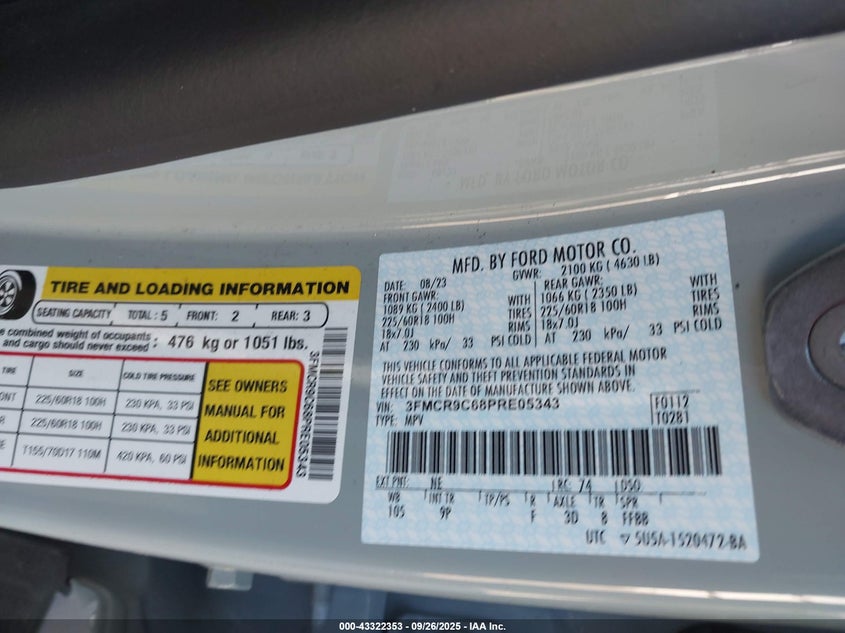 TIRE AND LOADING INFORMATION
SEATING CAPACITY TOTAL: 5 FRONT: 2 REAR: 3
combined weight of occupants
and cargo should never exceed: 476 kg or 1051 lbs.
TIRE SIZE COLD TIRE PRESSURE
225/60R18 100H 230 KPA, 33 PSI
225/60R18 100H 230 KPA, 33 PSI
T155/70D17 110M 420 KPA, 60 PSI
SEE OWNERS
MANUAL FOR
ADDITIONAL
INFORMATION
3FMCR9C68PRE05343
MFD. BY FORD MOTOR CO.
DATE: 08/23 GVWR: 2100 KG ( 4630 LB)
FRONT GAWR: REAR GAWR:
1089 KG ( 2400 LB) WITH 1066 KG ( 2350 LB) WITH
225/60R18 100H TIRES 225/60R18 100H TIRES
18x7.0J RIMS 18x7.0J RIMS
AT 230 kPa/ 33 PSI COLD AT 230 kPa/ 33 PSI COLD
THIS VEHICLE CONFORMS TO ALL APPLICABLE FEDERAL MOTOR
VEHICLE SAFETY AND THEFT PREVENTION STANDARDS IN
EFFECT ON THE DATE OF MANUFACTURE SHOWN ABOVE.
VIN: 3FMCR9C68PRE05343 F0112
TYPE: MPV T0281
EXT PNT: NE RC: 74 DSO:
WB INT TR TP/PS R AXLE TR SPR
105 9P F 3D 8 FFBB
UTC 5U5A-1520472-BA
000-43322353 | 09/26/2025 - IAA Inc.